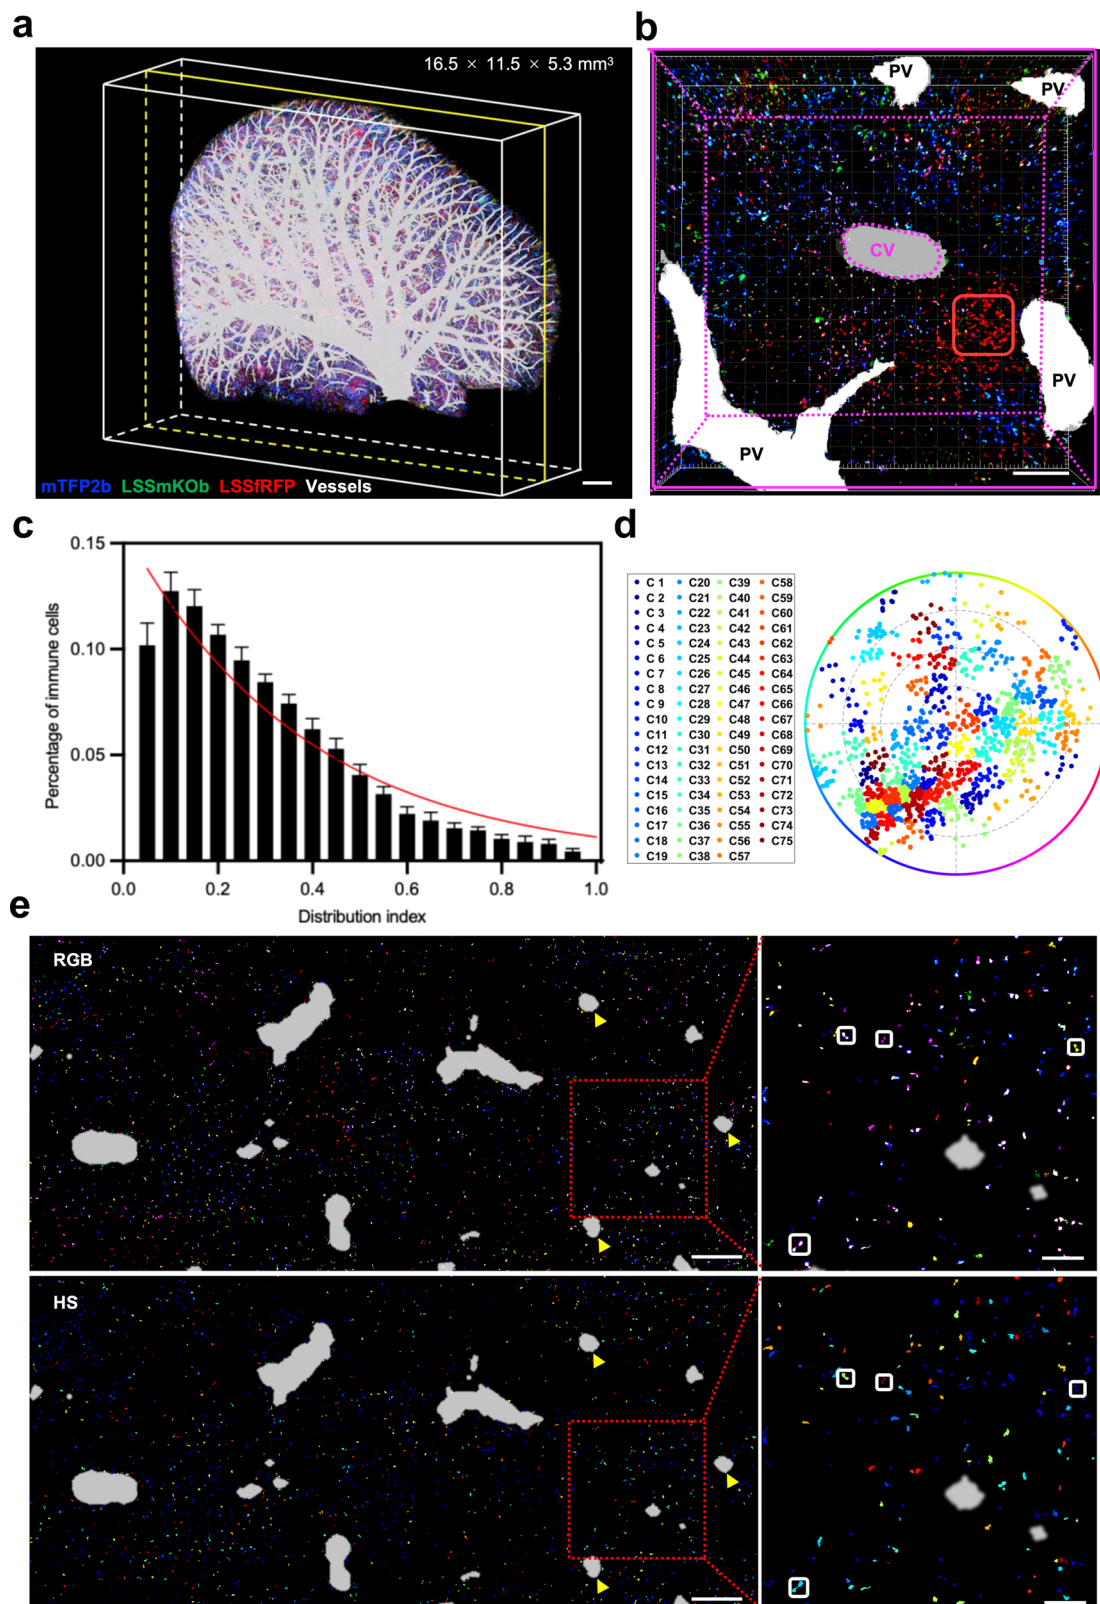 a
16.5 × 11.5 × 5.3 mm³
mTFP2b LSSmKOb LSSfRFP Vessels
b
PV
PV
CV
PV
PV
c
Percentage of immune cells
0.15
0.10
0.05
0.00
0.0 0.2 0.4 0.6 0.8 1.0
Distribution index
d
C 1 C20 C39 C58
C 2 C21 C40 C59
C 3 C22 C41 C60
C 4 C23 C42 C61
C 5 C24 C43 C62
C 6 C25 C44 C63
C 7 C26 C45 C64
C 8 C27 C46 C65
C 9 C28 C47 C66
C10 C29 C48 C67
C11 C30 C49 C68
C12 C31 C50 C69
C13 C32 C51 C70
C14 C33 C52 C71
C15 C34 C53 C72
C16 C35 C54 C73
C17 C36 C55 C74
C18 C37 C56 C75
C19 C38 C57
e
RGB
HS